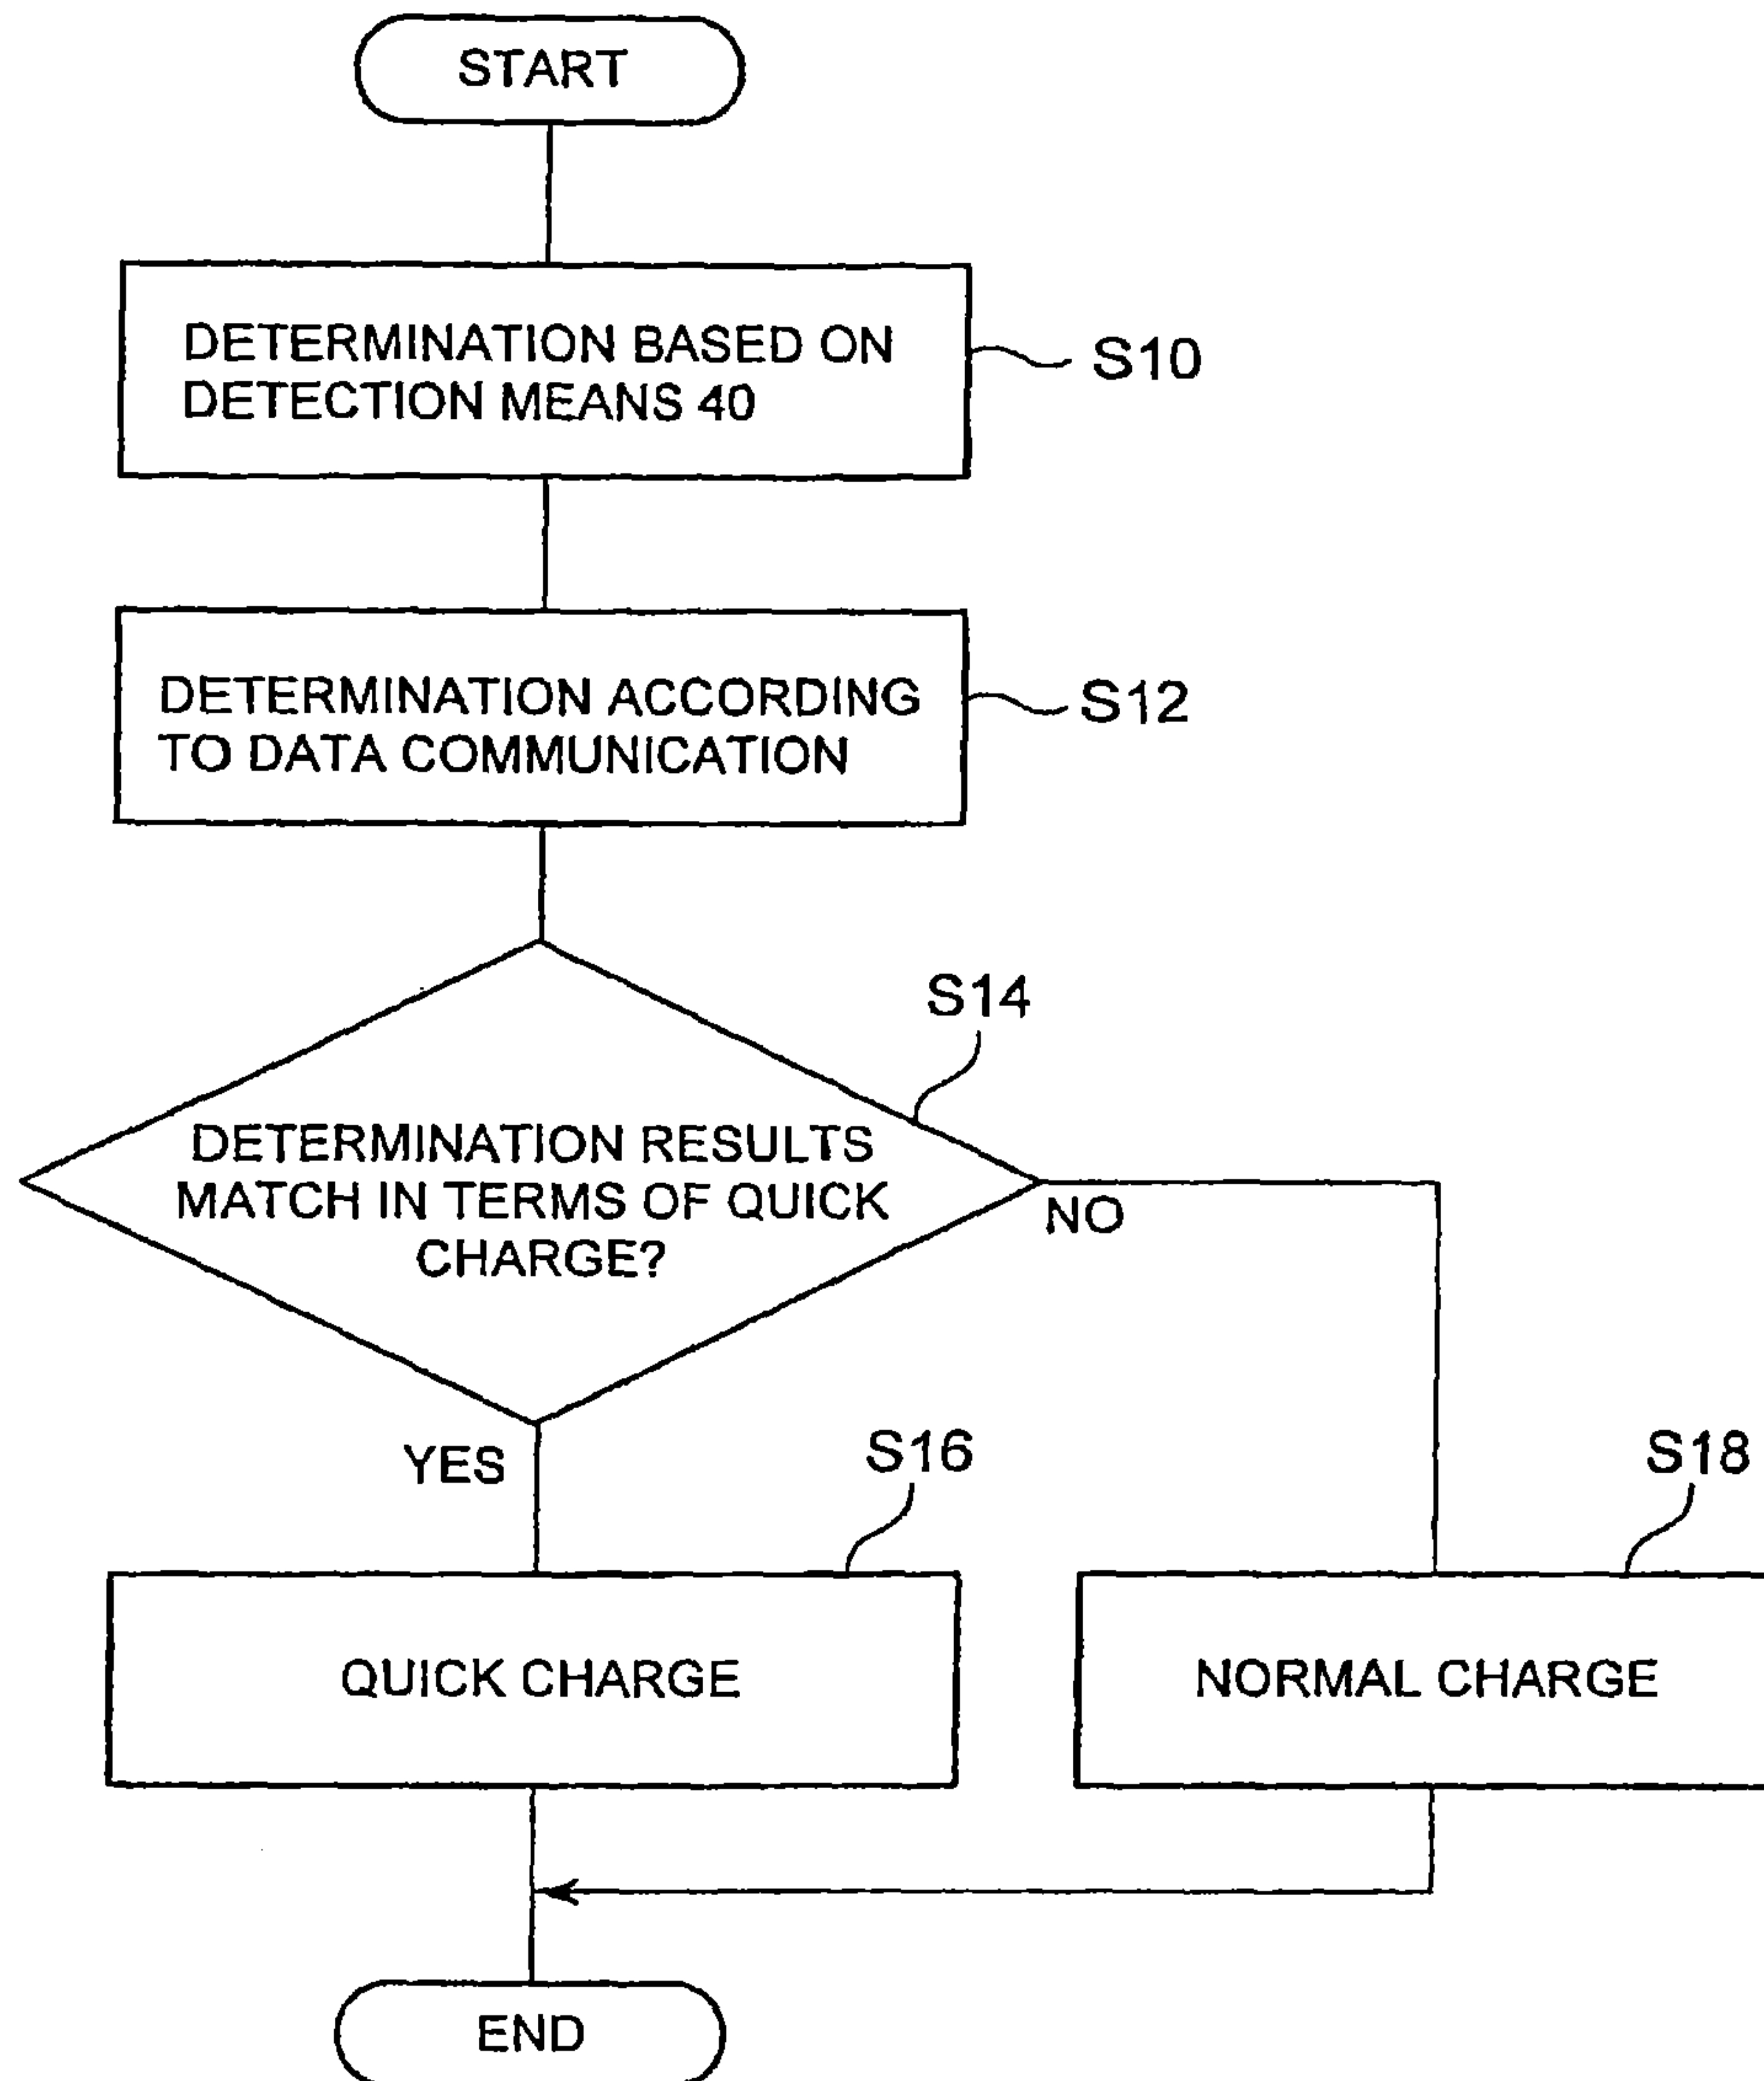 START
DETERMINATION BASED ON
DETECTION MEANS 40
S10
DETERMINATION ACCORDING
TO DATA COMMUNICATION
S12
S14
DETERMINATION RESULTS
MATCH IN TERMS OF QUICK
CHARGE?
NO
YES
S16
S18
QUICK CHARGE
NORMAL CHARGE
END